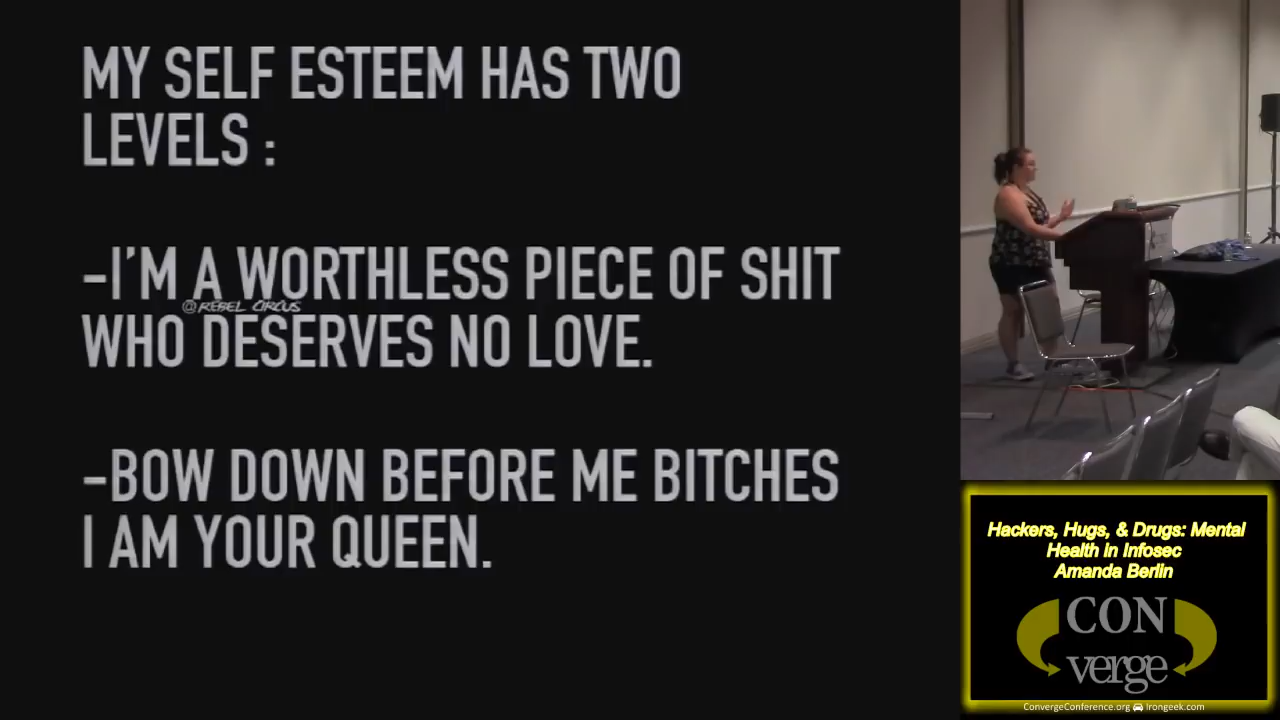 MY SELF ESTEEM HAS TWO
LEVELS :
-I'M A WORTHLESS PIECE OF SHIT
@REBEL CIRCUS
WHO DESERVES NO LOVE.
-BOW DOWN BEFORE ME BITCHES
I AM YOUR QUEEN.
Hackers, Hugs, & Drugs: Mental
Health in Infosec
Amanda Berlin
CON
verge
ConvergeConference.org Irongeek.com